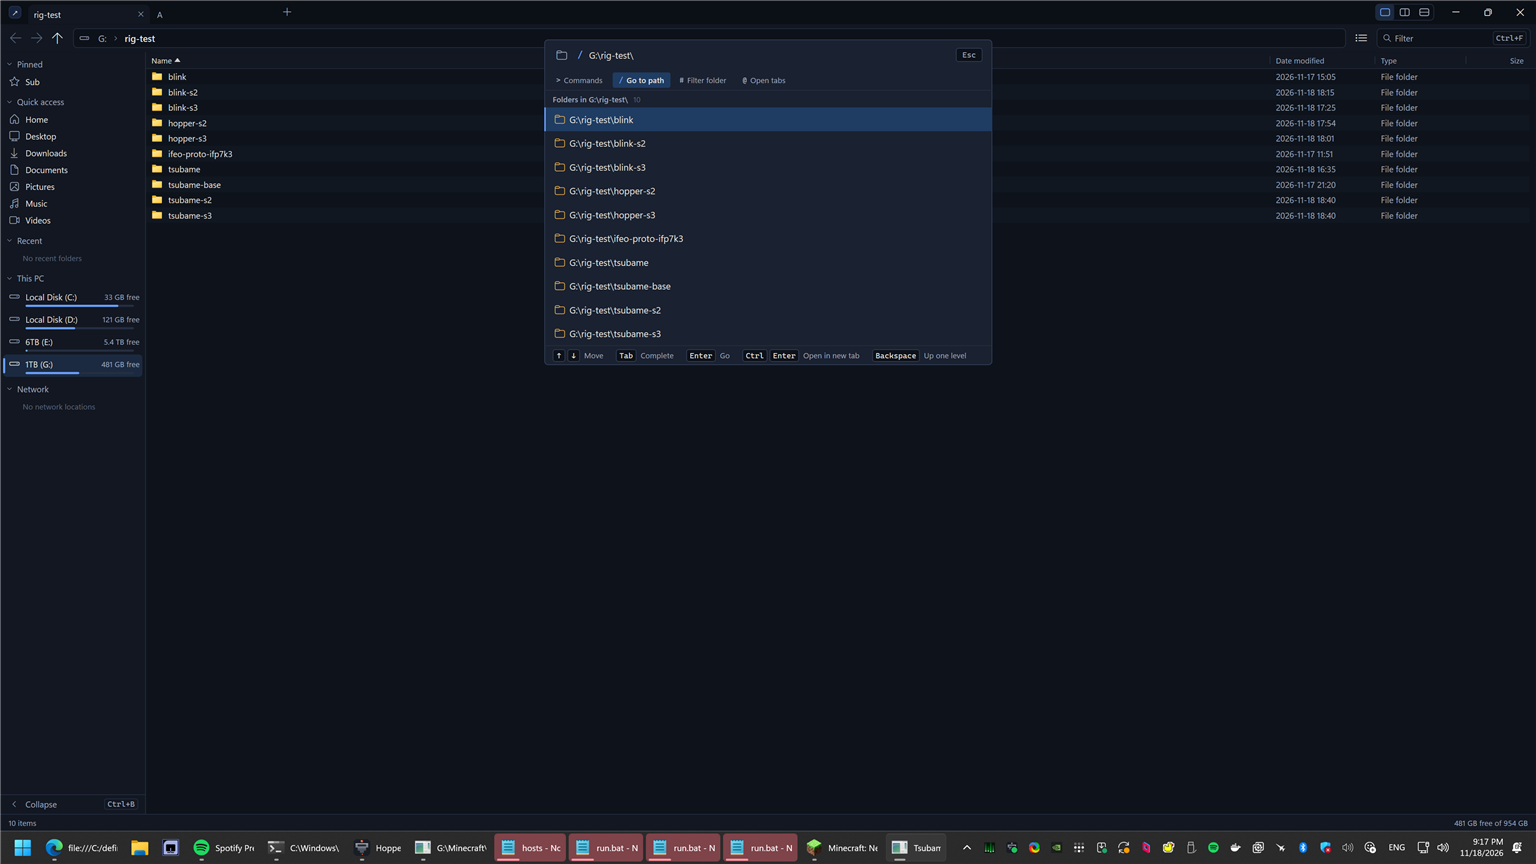 rig-test
A
G:
rig-test
Filter
Ctrl+F
/ G:\rig-test\
Esc
> Commands
/ Go to path
# Filter folder
@ Open tabs
Folders in G:\rig-test\ 10
G:\rig-test\blink
G:\rig-test\blink-s2
G:\rig-test\blink-s3
G:\rig-test\hopper-s2
G:\rig-test\hopper-s3
G:\rig-test\ifeo-proto-ifp7k3
G:\rig-test\tsubame
G:\rig-test\tsubame-base
G:\rig-test\tsubame-s2
G:\rig-test\tsubame-s3
↑ ↓ Move Tab Complete Enter Go Ctrl Enter Open in new tab Backspace Up one level
Pinned
Sub
Quick access
Home
Desktop
Downloads
Documents
Pictures
Music
Videos
Recent
No recent folders
This PC
Local Disk (C:) 33 GB free
Local Disk (D:) 121 GB free
6TB (E:) 5.4 TB free
1TB (G:) 481 GB free
Network
No network locations
Collapse Ctrl+B
Name Date modified Type Size
blink 2026-11-17 15:05 File folder
blink-s2 2026-11-18 18:15 File folder
blink-s3 2026-11-18 17:25 File folder
hopper-s2 2026-11-18 17:54 File folder
hopper-s3 2026-11-18 18:01 File folder
ifeo-proto-ifp7k3 2026-11-17 11:51 File folder
tsubame 2026-11-18 16:35 File folder
tsubame-base 2026-11-17 21:20 File folder
tsubame-s2 2026-11-18 18:40 File folder
tsubame-s3 2026-11-18 18:40 File folder
10 items
481 GB free of 954 GB
file:///C:/defi
Spotify Pr
C:\Windows\
Hoppe
G:\Minecraft\
hosts - Nc
run.bat - N
run.bat - N
run.bat - N
Minecraft: Ne
Tsuban
ENG
9:17 PM
11/18/2026